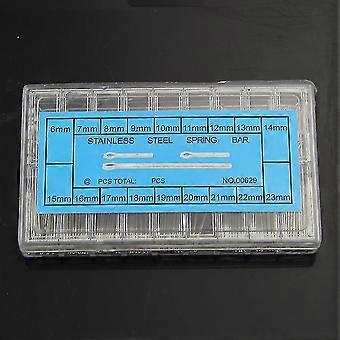 6mm 7mm 8mm 9mm 10mm 11mm 12mm 13mm 14mm
STAINLESS STEEL SPRING BAR
@ PCS TOTAL: PCS NO.00629
15mm 16mm 17mm 18mm 19mm 20mm 21mm 22mm 23mm